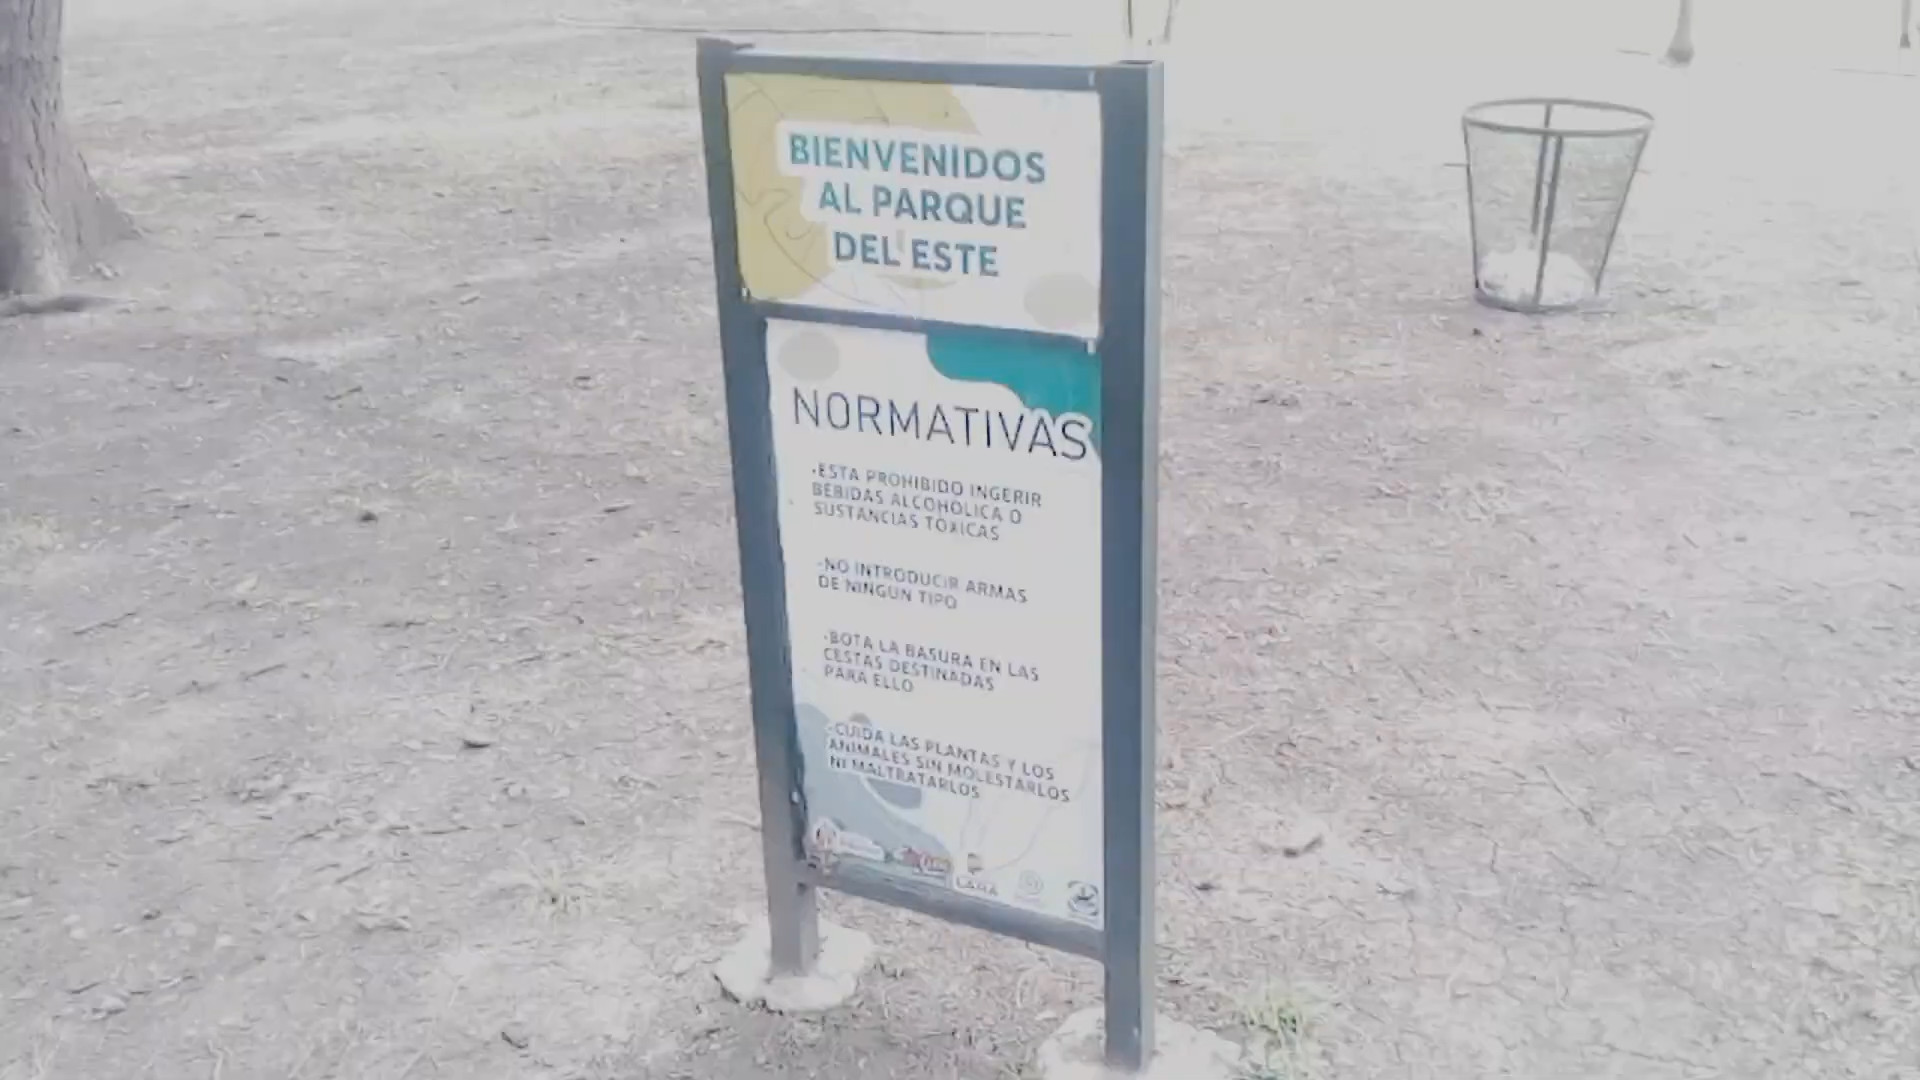 BIENVENIDOS
AL PARQUE
DEL ESTE
NORMATIVAS
-ESTA PROHIBIDO INGERIR
BEBIDAS ALCOHOLICA O
SUSTANCIAS TOXICAS
-NO INTRODUCIR ARMAS
DE NINGUN TIPO
-BOTA LA BASURA EN LAS
CESTAS DESTINADAS
PARA ELLO
-CUIDA LAS PLANTAS Y LOS
ANIMALES SIN MOLESTARLOS
NI MALTRATARLOS
LARA